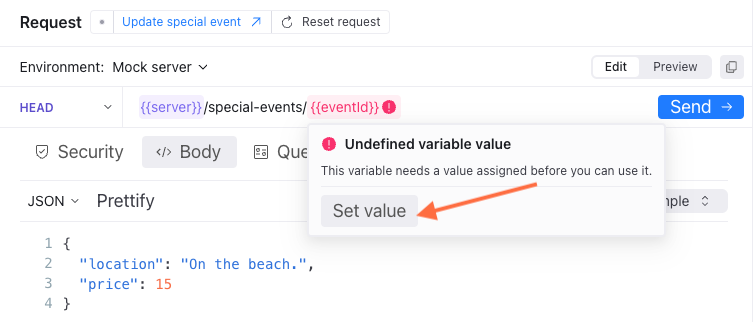 Request Update special event Reset request
Environment: Mock server Edit Preview
HEAD {{server}}/special-events/{{eventId}} Send
Undefined variable value
This variable needs a value assigned before you can use it.
Set value
Security Body
JSON Prettify
1 {
2 "location": "On the beach.",
3 "price": 15
4 }